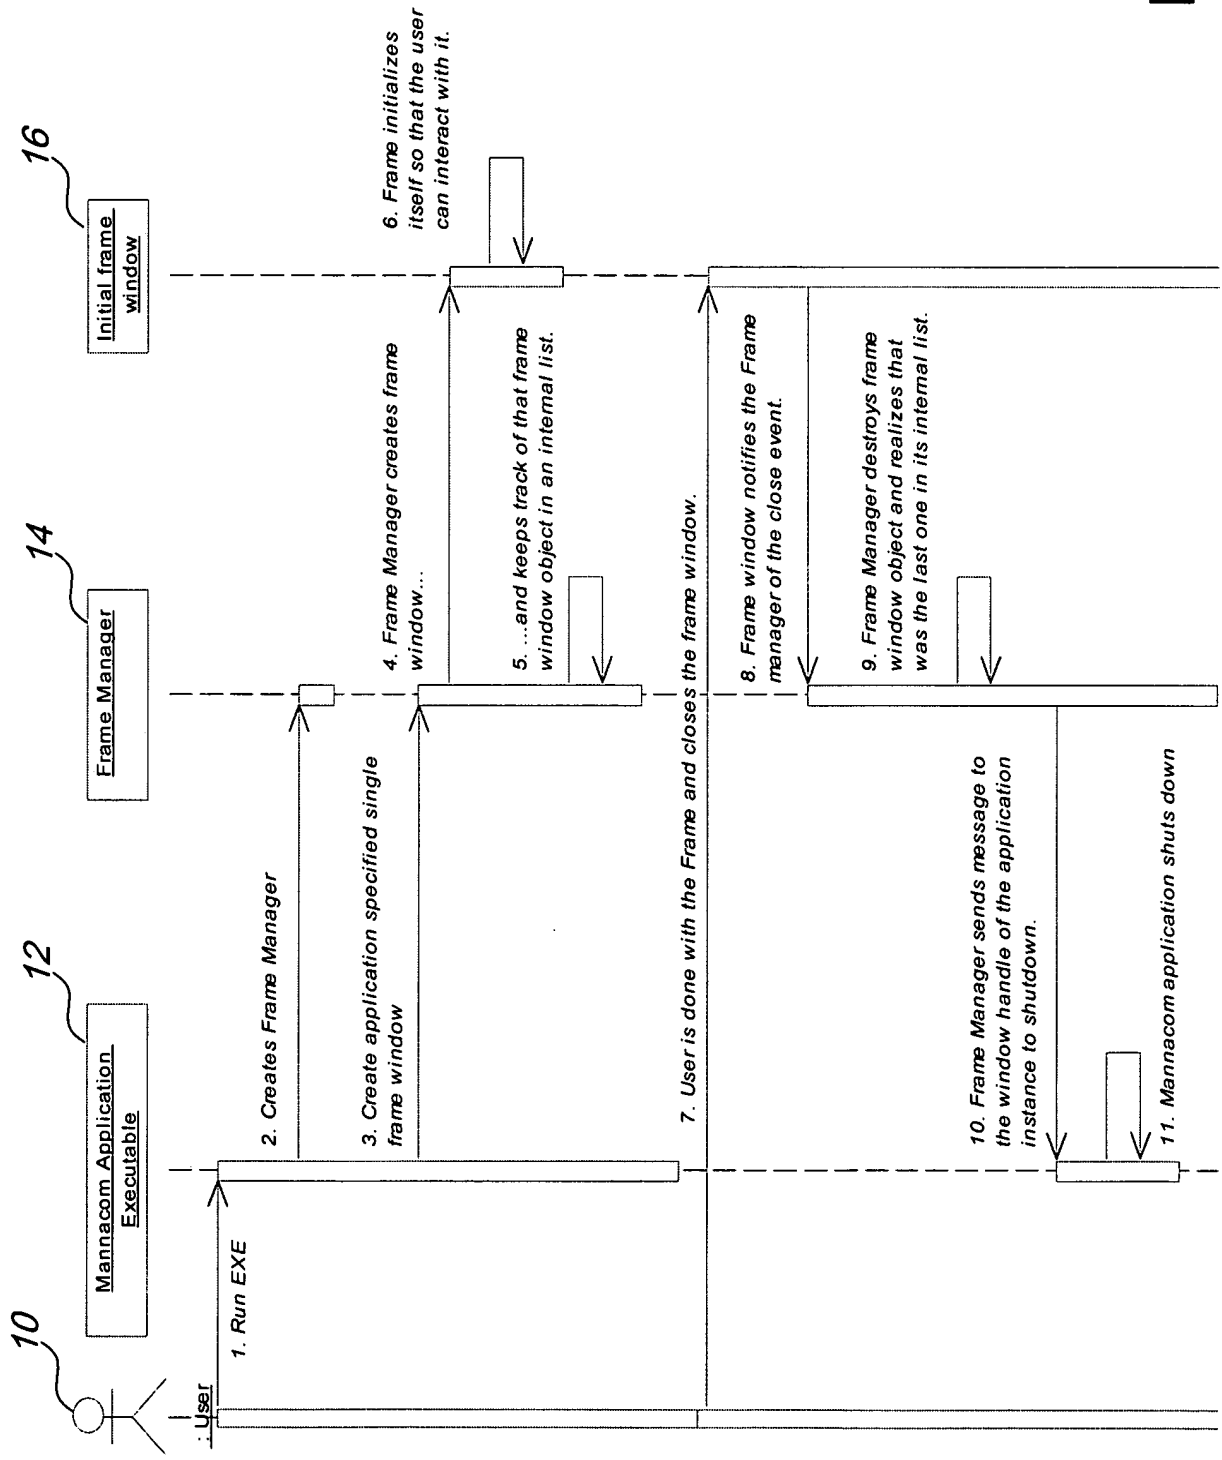 10
: User
12
Mannacom Application
Executable
14
Frame Manager
16
Initial frame
window
1. Run EXE
2. Creates Frame Manager
3. Create application specified single
frame window
4. Frame Manager creates frame
window...
5. ...and keeps track of that frame
window object in an internal list.
6. Frame initializes
itself so that the user
can interact with it.
7. User is done with the Frame and closes the frame window.
8. Frame window notifies the Frame
manager of the close event.
9. Frame Manager destroys frame
window object and realizes that
was the last one in its internal list.
10. Frame Manager sends message to
the window handle of the application
instance to shutdown.
11. Mannacom application shuts down